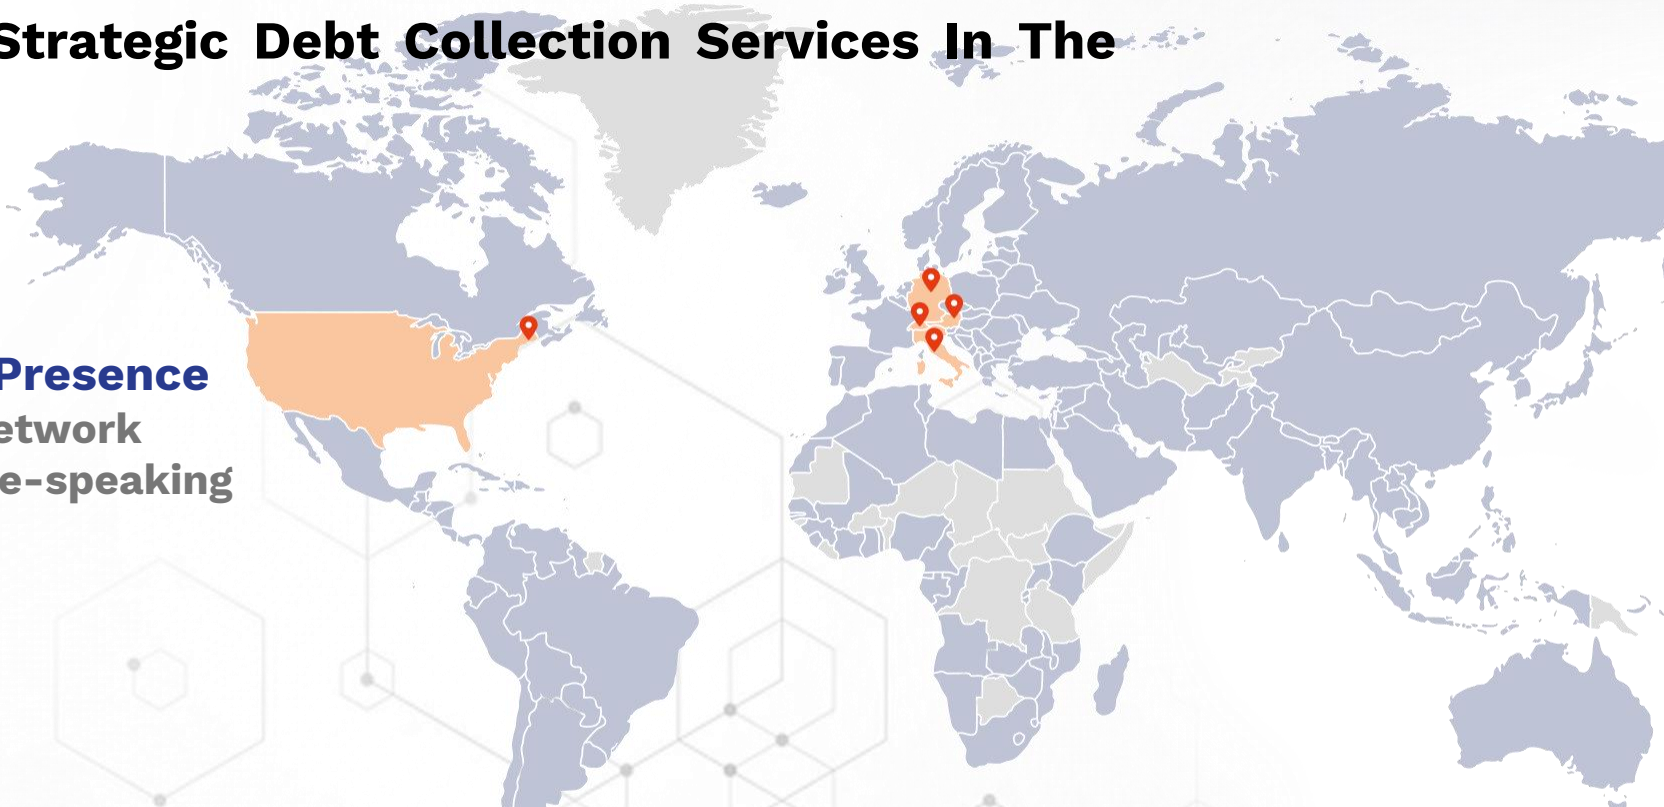 Strategic Debt Collection Services In The
Presence
etwork
e-speaking